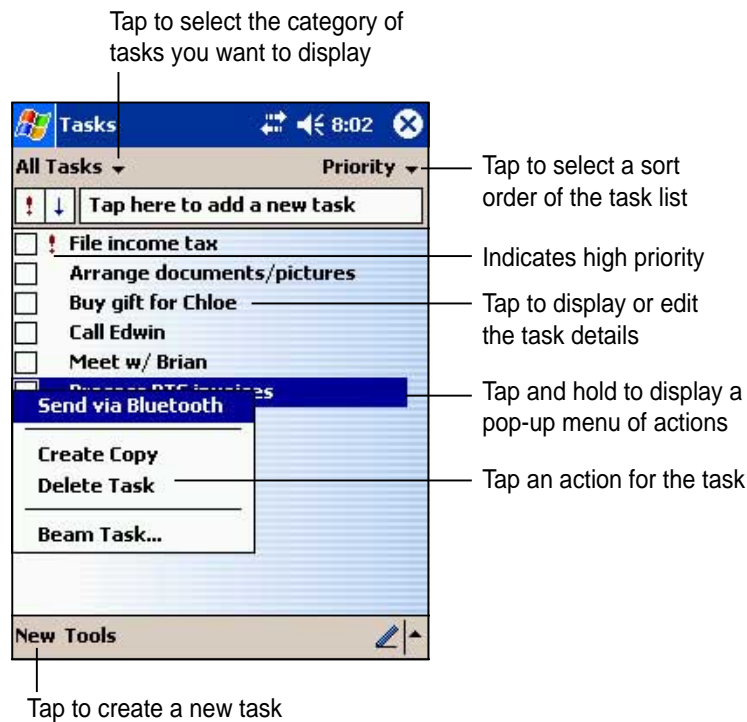 Tap to select the category of
tasks you want to display
Tasks 8:02
All Tasks Priority
Tap to select a sort
order of the task list
! ↓ Tap here to add a new task
! File income tax
Indicates high priority
Arrange documents/pictures
Buy gift for Chloe
Tap to display or edit
the task details
Call Edwin
Meet w/ Brian
Tap and hold to display a
pop-up menu of actions
Send via Bluetooth
Create Copy
Delete Task
Tap an action for the task
Beam Task...
New Tools
Tap to create a new task